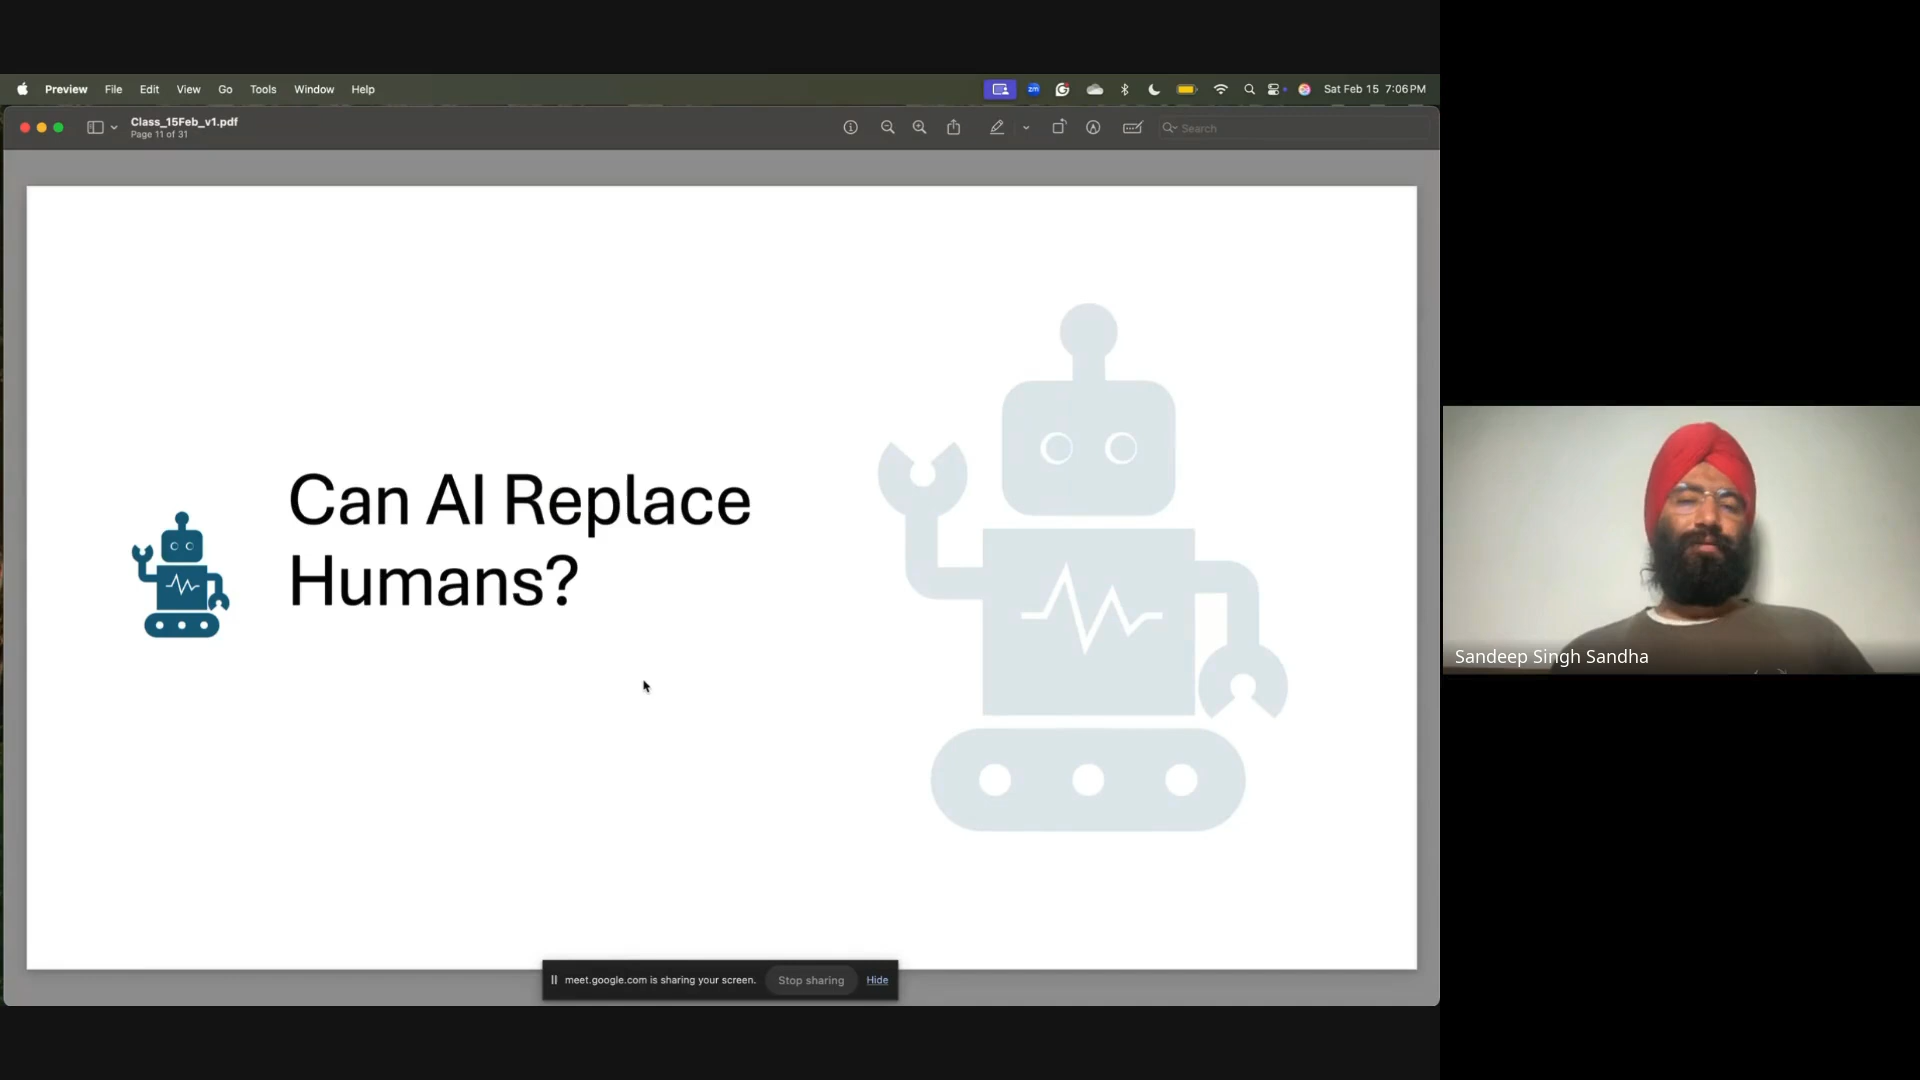 Preview File Edit View Go Tools Window Help
zm
Sat Feb 15 7:06 PM
Class_15Feb_v1.pdf
Page 11 of 31
Search
Can AI Replace
Humans?
Sandeep Singh Sandha
meet.google.com is sharing your screen. Stop sharing Hide